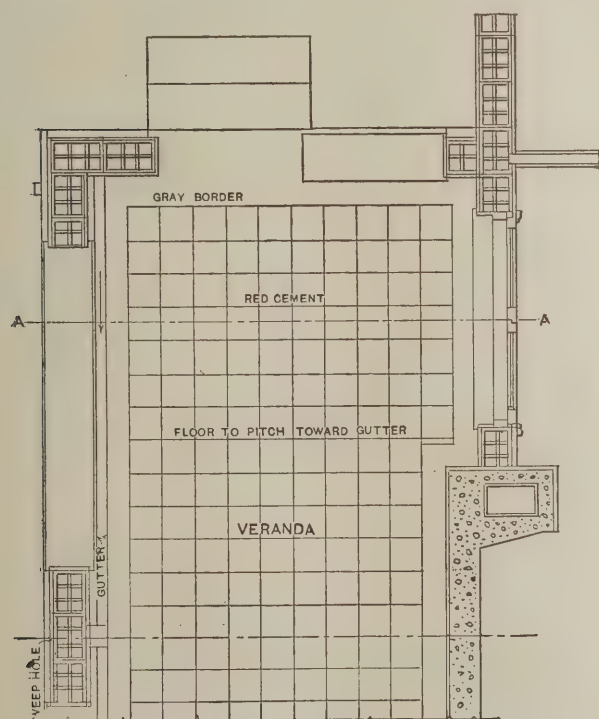 GRAY BORDER
RED CEMENT
A
A
FLOOR TO PITCH TOWARD GUTTER
VERANDA
GUTTER
WEEP HOLE